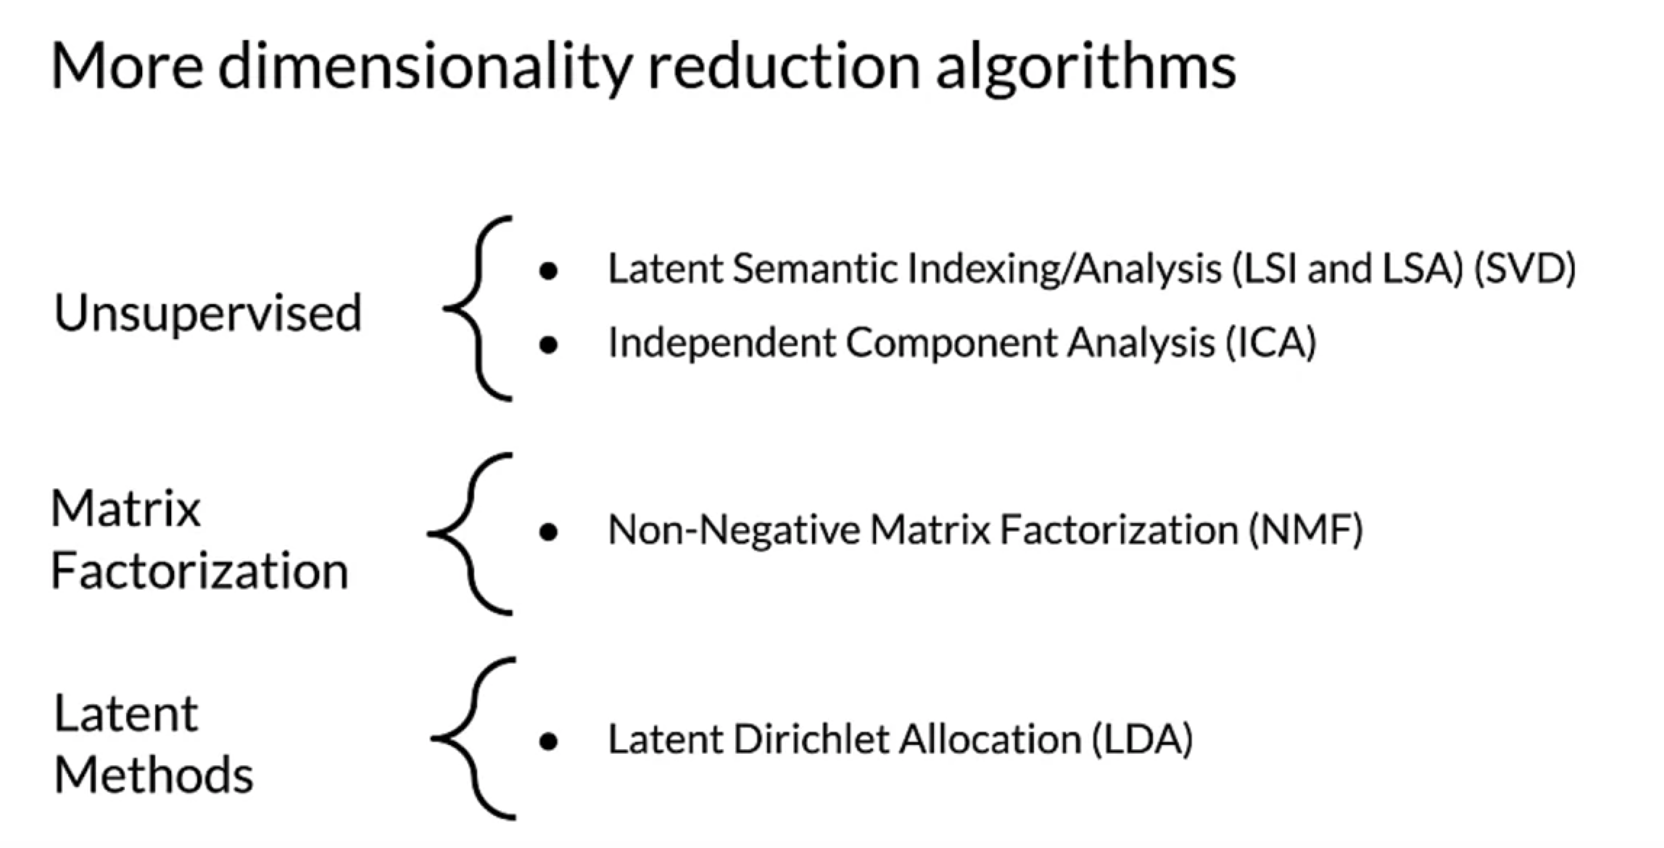 More dimensionality reduction algorithms
Unsupervised
• Latent Semantic Indexing/Analysis (LSI and LSA) (SVD)
• Independent Component Analysis (ICA)
Matrix
Factorization
• Non-Negative Matrix Factorization (NMF)
Latent
Methods
• Latent Dirichlet Allocation (LDA)